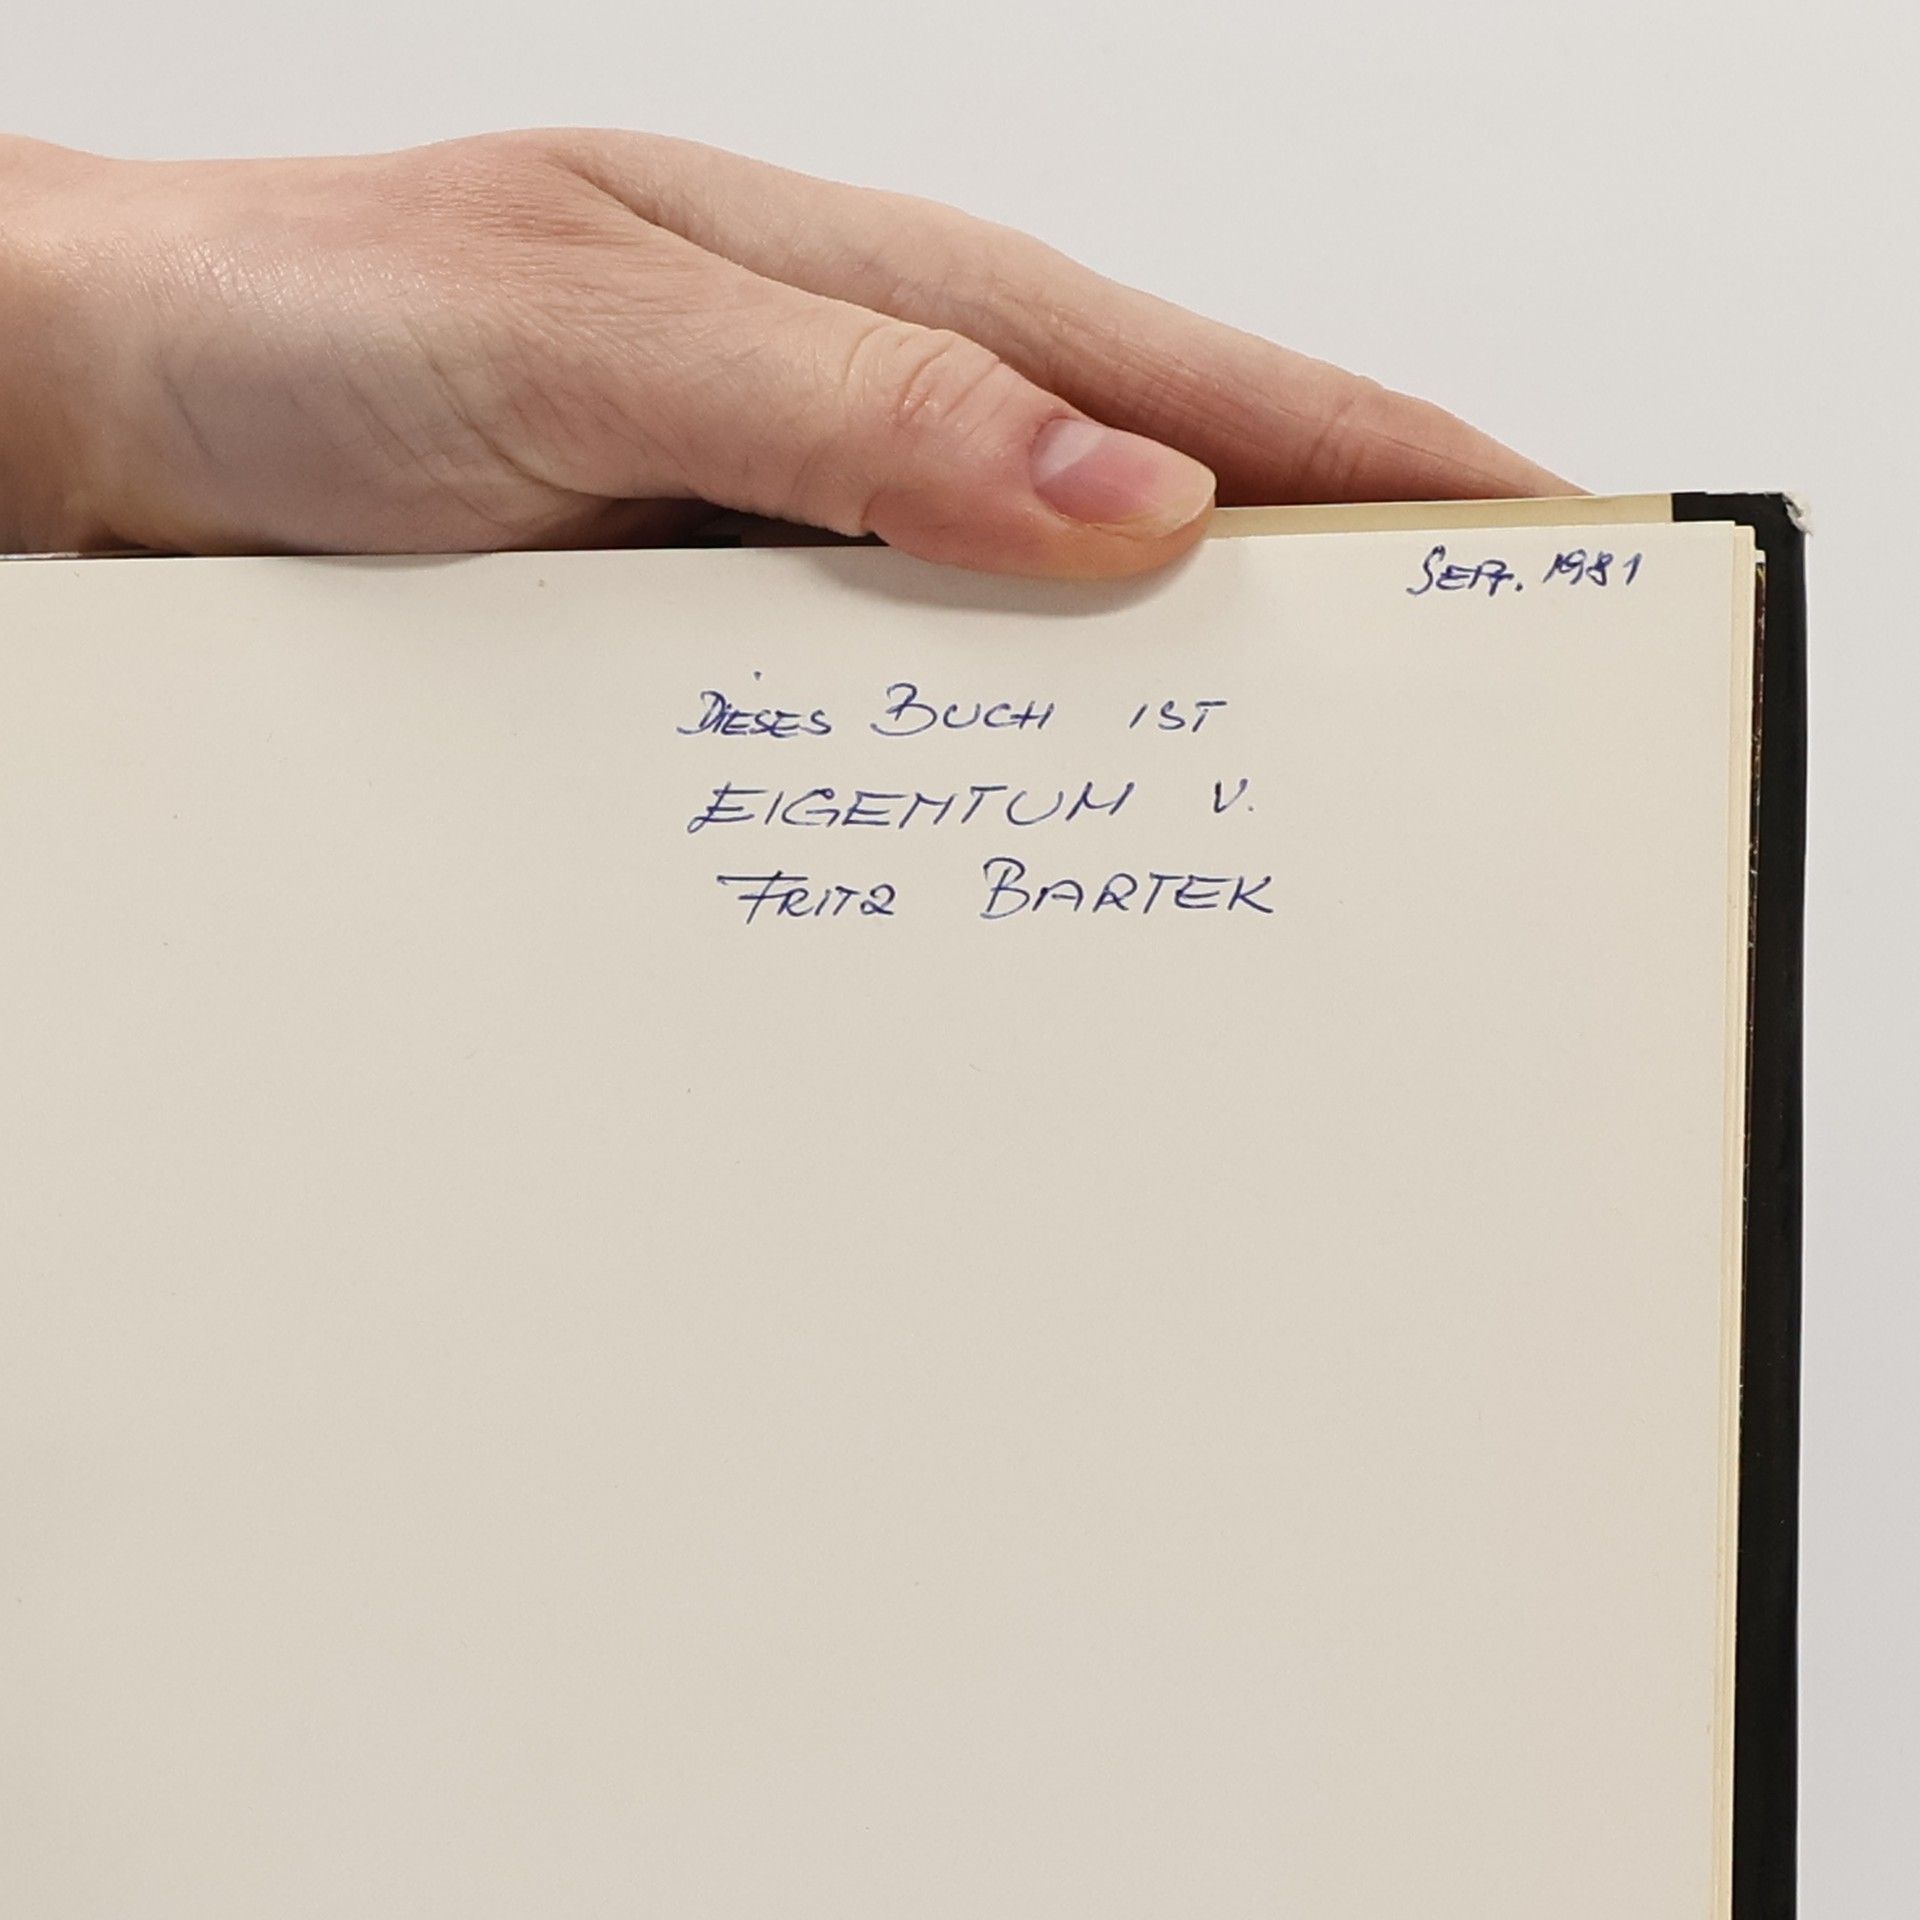 SEPT. 1981
DIESES BUCH IST
EIGENTUM V.
FRITZ BARTEK